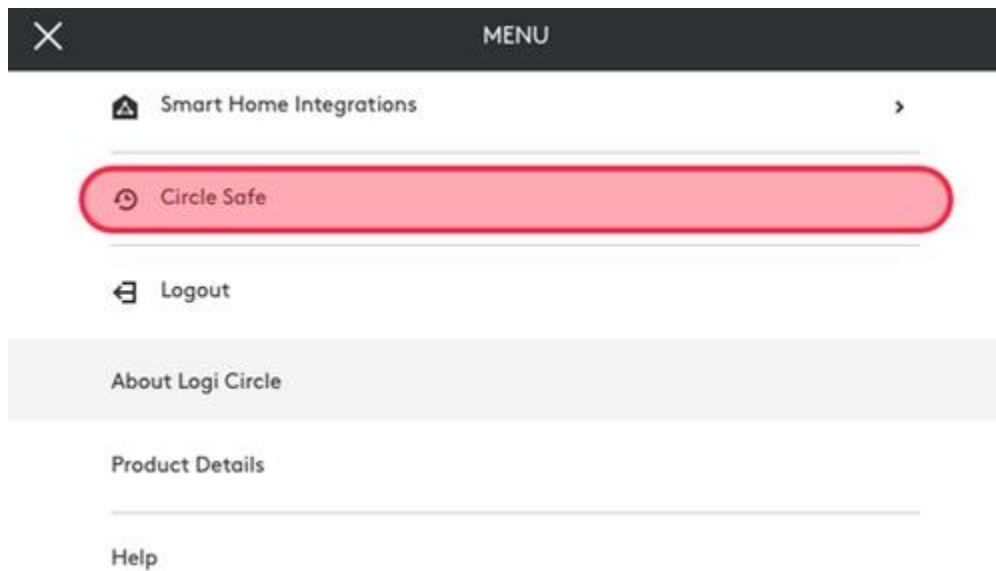 MENU
Smart Home Integrations
Circle Safe
Logout
About Logi Circle
Product Details
Help